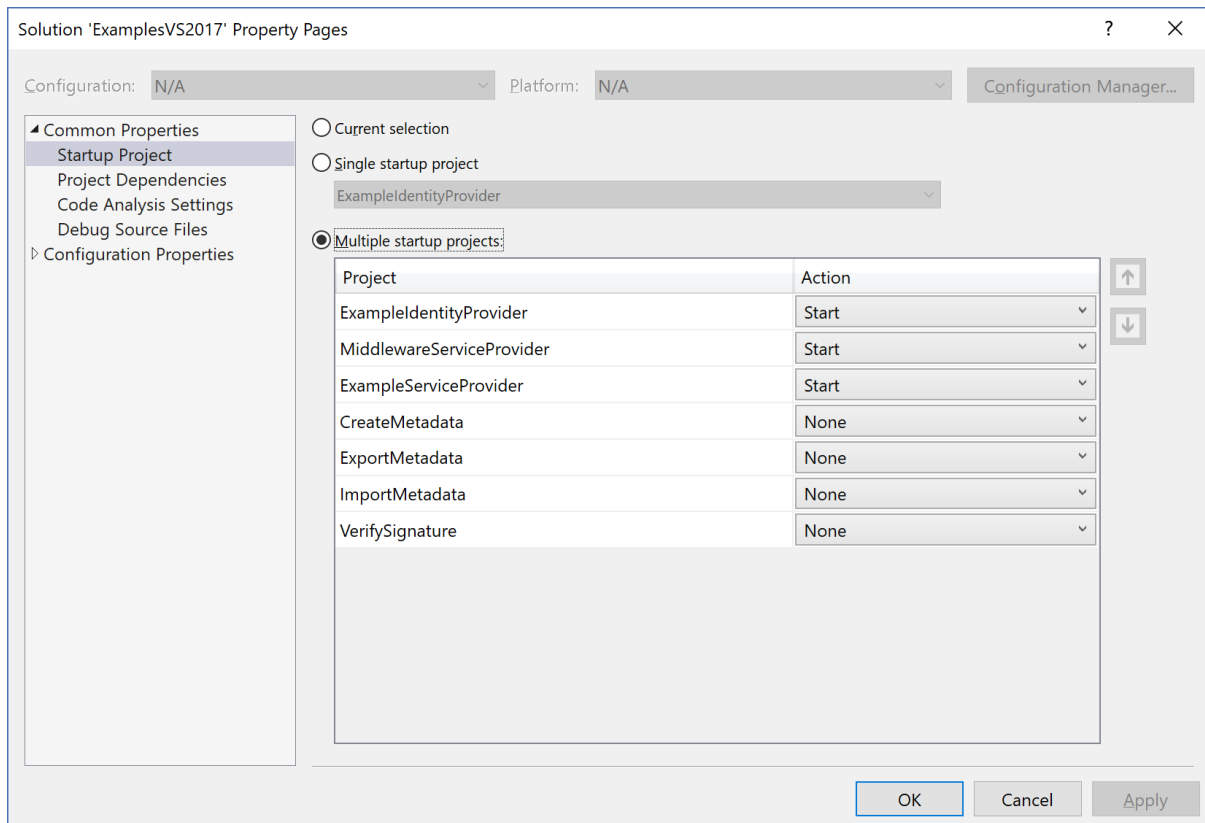 Solution 'ExamplesVS2017' Property Pages
?
Configuration: N/A Platform: N/A Configuration Manager...
Common Properties
Startup Project
Project Dependencies
Code Analysis Settings
Debug Source Files
Configuration Properties
Current selection
Single startup project
ExampleIdentityProvider
Multiple startup projects:
Project Action
ExampleIdentityProvider Start
MiddlewareServiceProvider Start
ExampleServiceProvider Start
CreateMetadata None
ExportMetadata None
ImportMetadata None
VerifySignature None
OK Cancel Apply